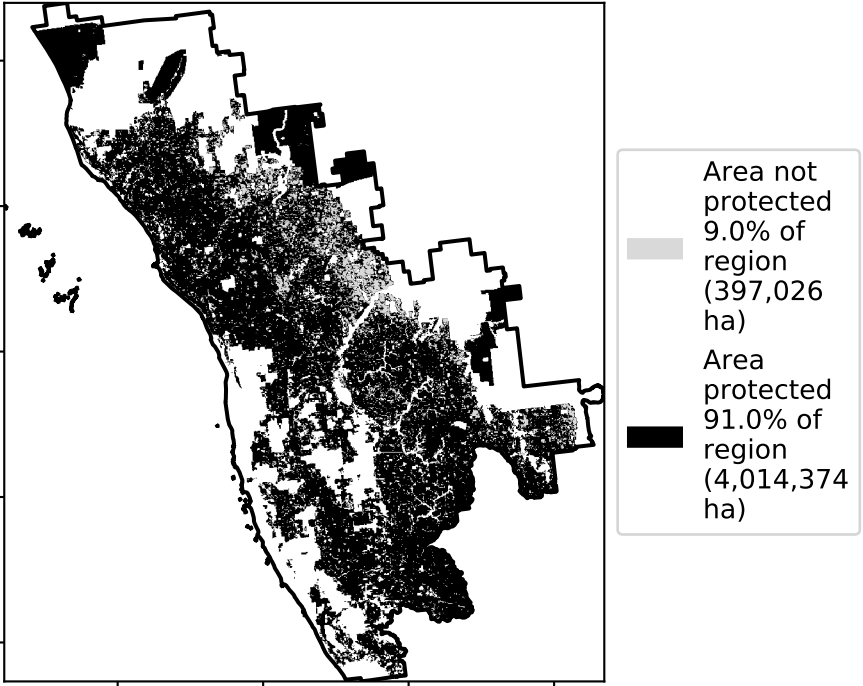 Area not
protected
9.0% of
region
(397,026
ha)
Area
protected
91.0% of
region
(4,014,374
ha)